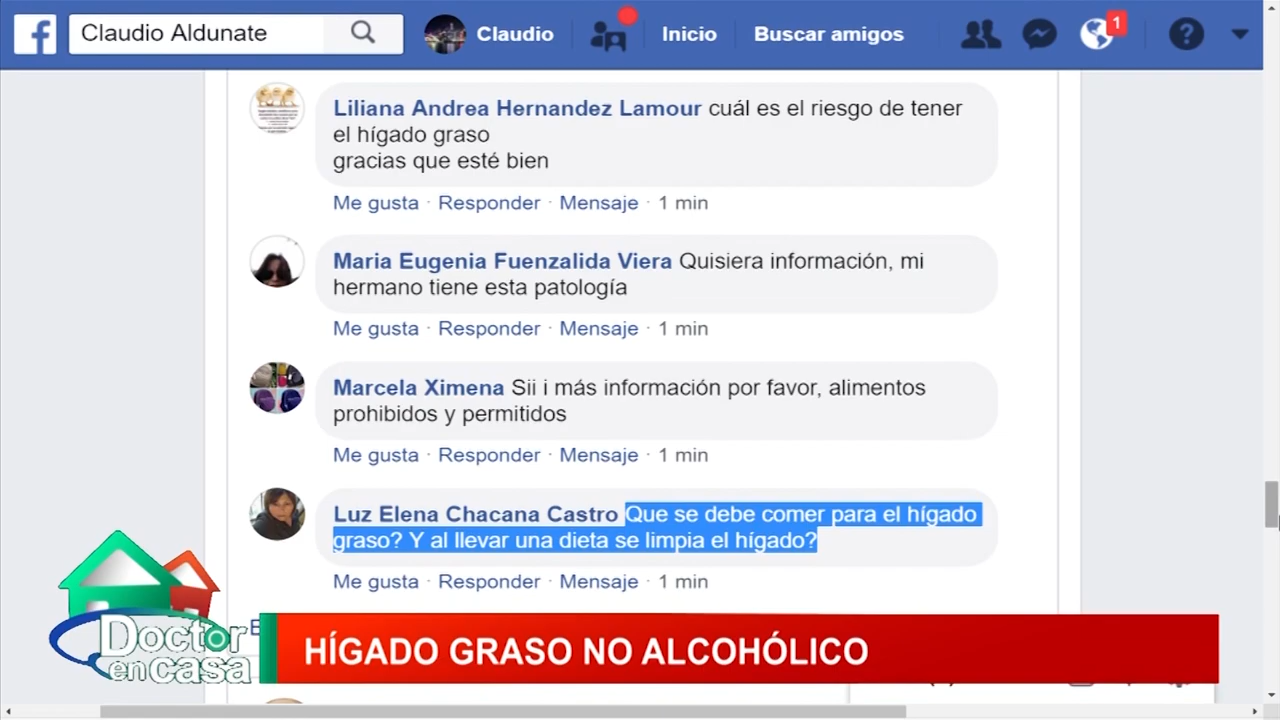 Claudio Aldunate
Claudio
Inicio
Buscar amigos
1
Liliana Andrea Hernandez Lamour cuál es el riesgo de tener
el hígado graso
gracias que esté bien
Me gusta · Responder · Mensaje · 1 min
Maria Eugenia Fuenzalida Viera Quisiera información, mi
hermano tiene esta patología
Me gusta · Responder · Mensaje · 1 min
Marcela Ximena Sii i más información por favor, alimentos
prohibidos y permitidos
Me gusta · Responder · Mensaje · 1 min
Luz Elena Chacana Castro Que se debe comer para el hígado
graso? Y al llevar una dieta se limpia el hígado?
Me gusta · Responder · Mensaje · 1 min
Doctor
en casa
HÍGADO GRASO NO ALCOHÓLICO